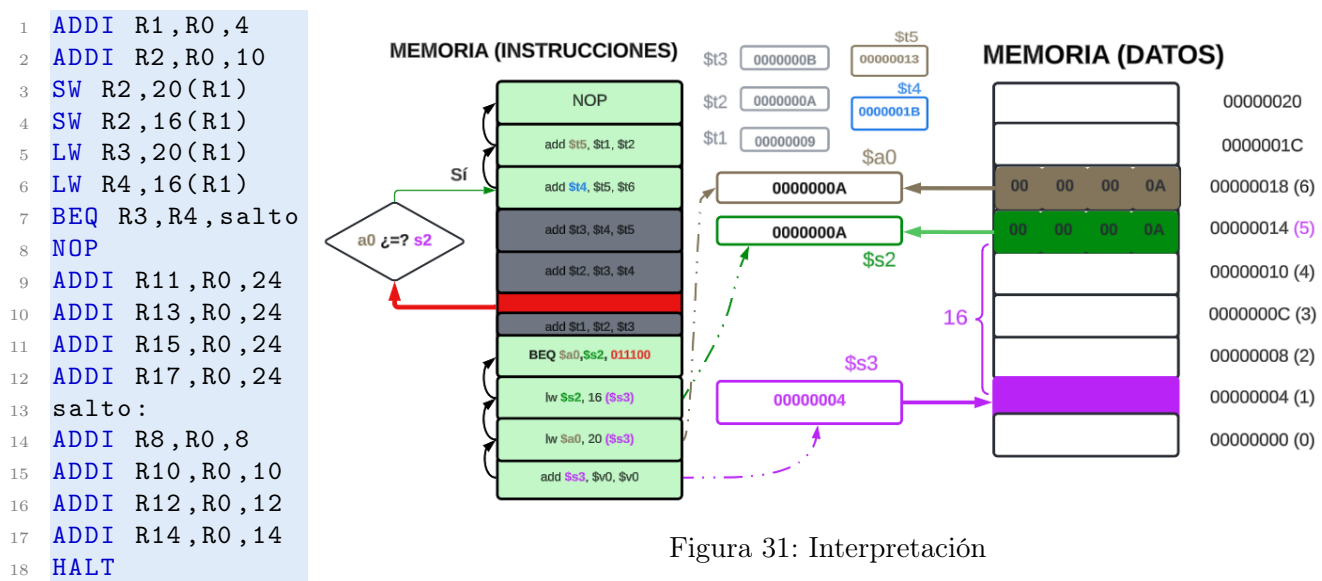 1 ADDI R1,R0,4
2 ADDI R2,R0,10
3 SW R2,20(R1)
4 SW R2,16(R1)
5 LW R3,20(R1)
6 LW R4,16(R1)
7 BEQ R3,R4,salto
8 NOP
9 ADDI R11,R0,24
10 ADDI R13,R0,24
11 ADDI R15,R0,24
12 ADDI R17,R0,24
13 salto:
14 ADDI R8,R0,8
15 ADDI R10,R0,10
16 ADDI R12,R0,12
17 ADDI R14,R0,14
18 HALT
MEMORIA (INSTRUCCIONES)
NOP
add $t5, $t1, $t2
add $t4, $t5, $t6
add $t3, $t4, $t5
add $t2, $t3, $t4
add $t1, $t2, $t3
BEQ $a0,$s2, 011100
lw $s2, 16 ($s3)
lw $a0, 20 ($s3)
add $s3, $v0, $v0
Sí
a0 ¿=? s2
$t3 0000000B
$t2 0000000A
$t1 00000009
$t5
00000013
$t4
0000001B
$a0
0000000A
0000000A
$s2
$s3
00000004
16
MEMORIA (DATOS)
00000020
0000001C
00 00 00 0A 00000018 (6)
00 00 00 0A 00000014 (5)
00000010 (4)
0000000C (3)
00000008 (2)
00000004 (1)
00000000 (0)
Figura 31: Interpretación